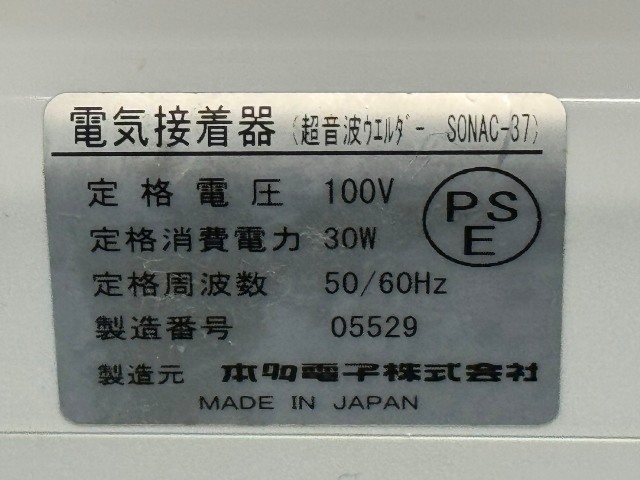 電気接着器 (超音波ｳｴﾙﾀﾞｰ SONAC-37)
定格電圧 100V
定格消費電力 30W
定格周波数 50/60Hz
製造番号 05529
製造元 本多電子株式会社
MADE IN JAPAN
PS
E